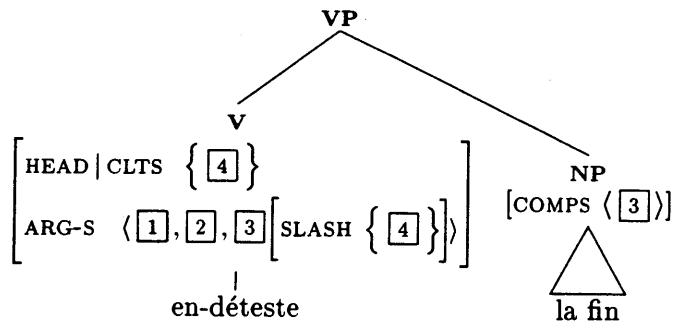 VP
V
HEAD | CLTS { 4 }
ARG-S ⟨ 1 , 2 , 3 [SLASH { 4 }]⟩
en-déteste
NP
[COMPS ⟨ 3 ⟩]
la fin